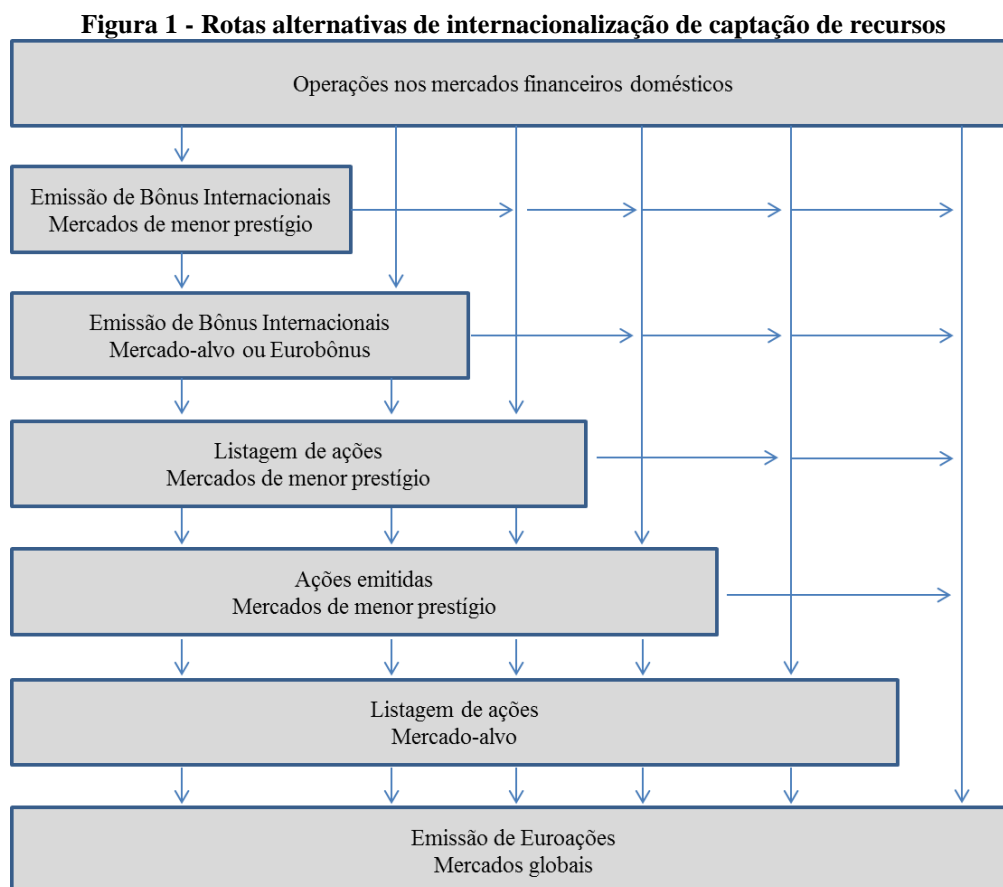 Figura 1 - Rotas alternativas de internacionalização de captação de recursos
Operações nos mercados financeiros domésticos
Emissão de Bônus Internacionais
Mercados de menor prestígio
Emissão de Bônus Internacionais
Mercado-alvo ou Eurobônus
Listagem de ações
Mercados de menor prestígio
Ações emitidas
Mercados de menor prestígio
Listagem de ações
Mercado-alvo
Emissão de Euroações
Mercados globais